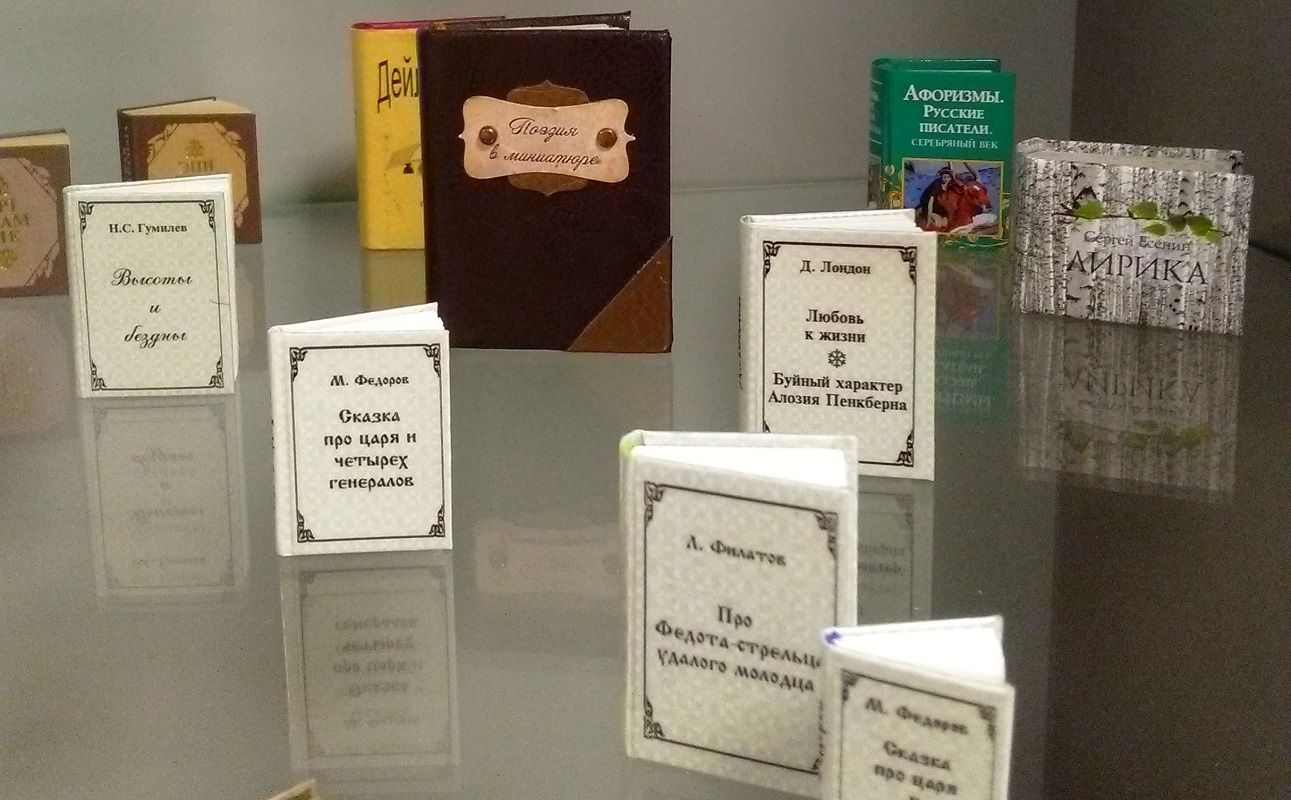 Дей
Поэзия
в миниатюре
АФОРИЗМЫ.
РУССКИЕ
ПИСАТЕЛИ.
СЕРЕБРЯНЫЙ ВЕК
Сергей Есенин
ЛИРИКА
Н.С. Гумилев
Высоты
и
бездны
М. Федоров
Сказка
про царя и
четырех
генералов
Д. Лондон
Любовь
к жизни
Буйный характер
Алозия Пенкберна
Л. Филатов
Про
Федота-стрельца
удалого молодца
М. Федоров
Сказка
про царя